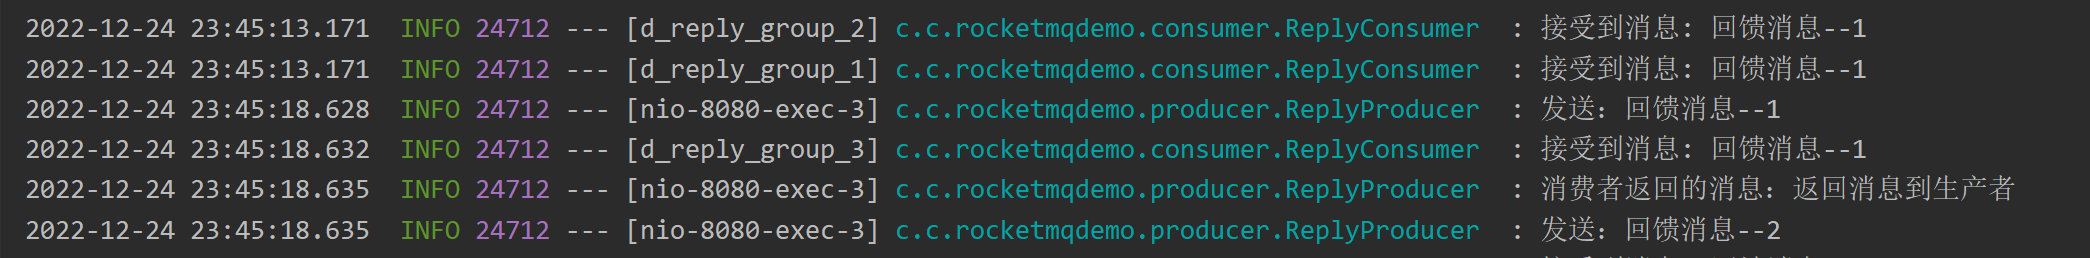 2022-12-24 23:45:13.171  INFO 24712 --- [d_reply_group_2] c.c.rocketmqdemo.consumer.ReplyConsumer  : 接受到消息: 回馈消息--1
2022-12-24 23:45:13.171  INFO 24712 --- [d_reply_group_1] c.c.rocketmqdemo.consumer.ReplyConsumer  : 接受到消息: 回馈消息--1
2022-12-24 23:45:18.628  INFO 24712 --- [nio-8080-exec-3] c.c.rocketmqdemo.producer.ReplyProducer  : 发送：回馈消息--1
2022-12-24 23:45:18.632  INFO 24712 --- [d_reply_group_3] c.c.rocketmqdemo.consumer.ReplyConsumer  : 接受到消息: 回馈消息--1
2022-12-24 23:45:18.635  INFO 24712 --- [nio-8080-exec-3] c.c.rocketmqdemo.producer.ReplyProducer  : 消费者返回的消息：返回消息到生产者
2022-12-24 23:45:18.635  INFO 24712 --- [nio-8080-exec-3] c.c.rocketmqdemo.producer.ReplyProducer  : 发送：回馈消息--2